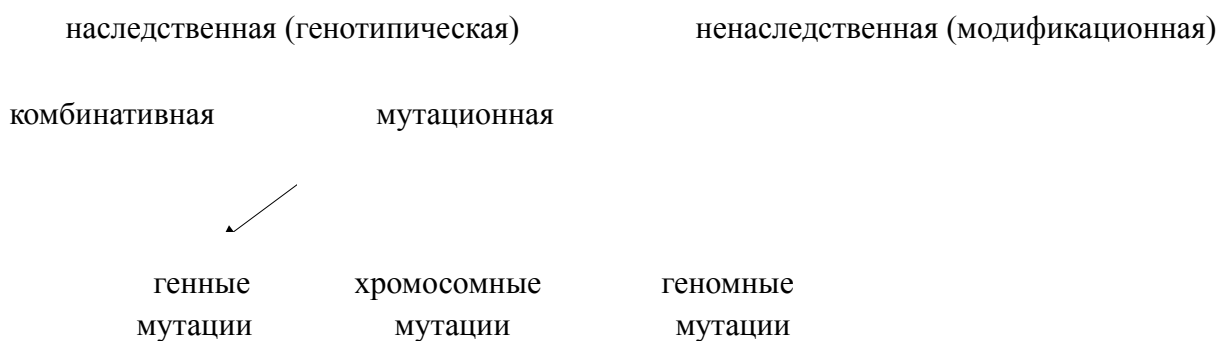 наследственная (генотипическая) ненаследственная (модификационная)
комбинативная мутационная
генные хромосомные геномные
мутации мутации мутации